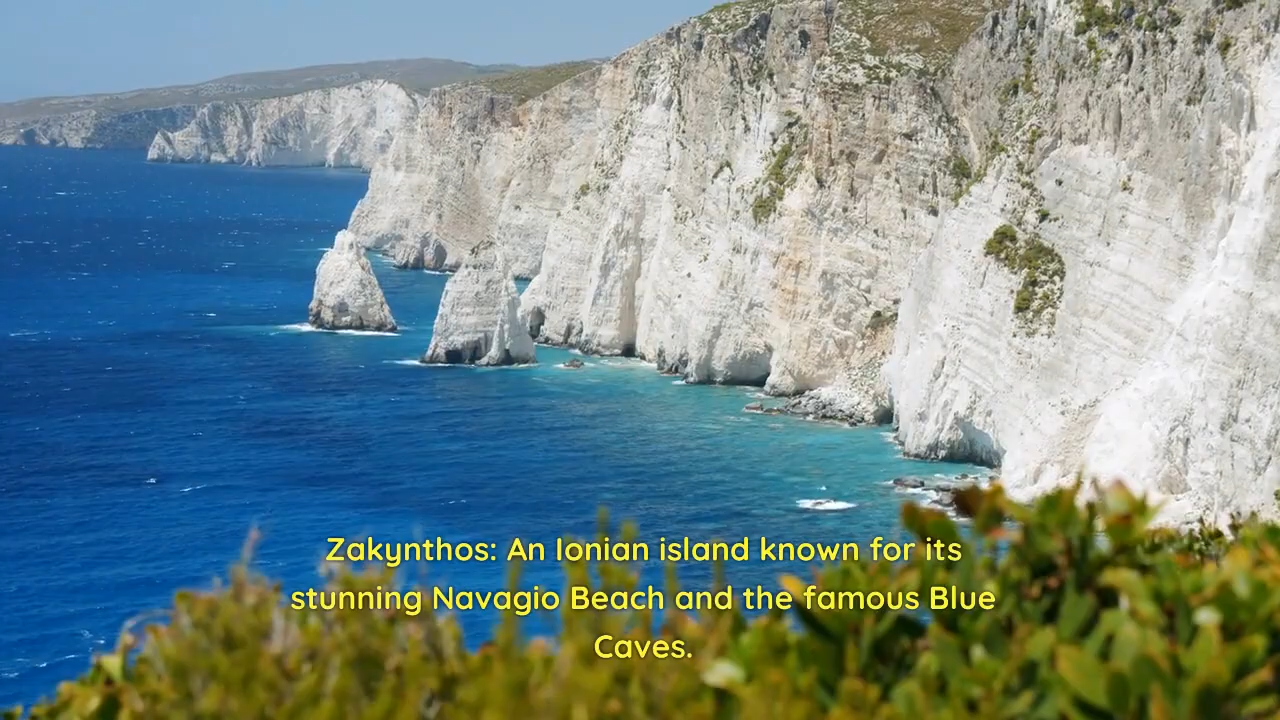 Zakynthos: An Ionian island known for its
stunning Navagio Beach and the famous Blue
Caves.